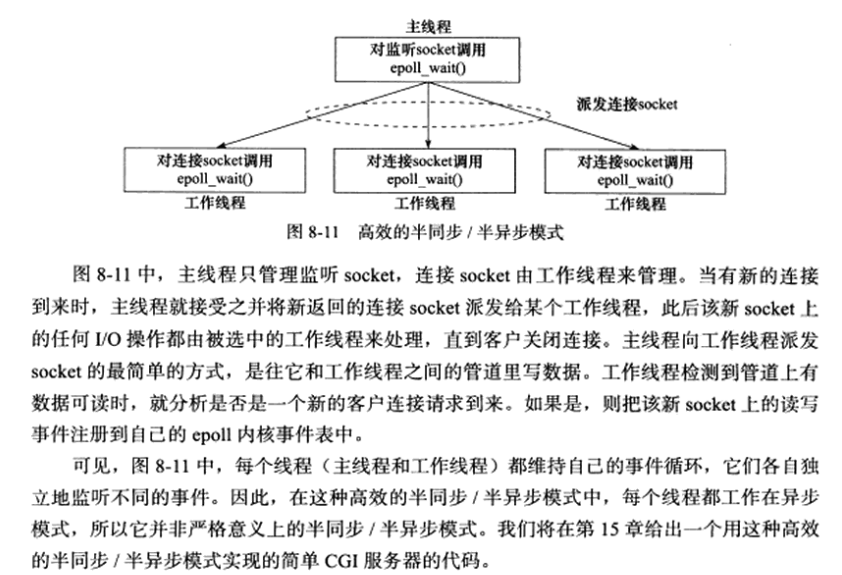 主线程
对监听socket调用
epoll_wait()
派发连接socket
对连接socket调用
epoll_wait()
对连接socket调用
epoll_wait()
对连接socket调用
epoll_wait()
工作线程
工作线程
工作线程
图 8-11 高效的半同步 / 半异步模式
图 8-11 中，主线程只管理监听 socket，连接 socket 由工作线程来管理。当有新的连接
到来时，主线程就接受之并将新返回的连接 socket 派发给某个工作线程，此后该新 socket 上
的任何 I/O 操作都由被选中的工作线程来处理，直到客户关闭连接。主线程向工作线程派发
socket 的最简单的方式，是往它和工作线程之间的管道里写数据。工作线程检测到管道上有
数据可读时，就分析是否是一个新的客户连接请求到来。如果是，则把该新 socket 上的读写
事件注册到自己的 epoll 内核事件表中。
可见，图 8-11 中，每个线程（主线程和工作线程）都维持自己的事件循环，它们各自独
立地监听不同的事件。因此，在这种高效的半同步 / 半异步模式中，每个线程都工作在异步
模式，所以它并非严格意义上的半同步 / 半异步模式。我们将在第 15 章给出一个用这种高效
的半同步 / 半异步模式实现的简单 CGI 服务器的代码。